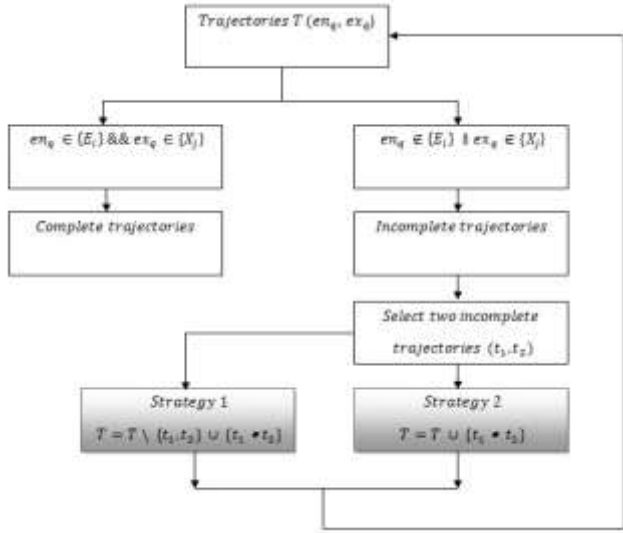 Trajectories T (en_q, ex_q)
en_q ∈ {E_i} && ex_q ∈ {X_j}
en_q ∉ {E_i} ∥ ex_q ∉ {X_j}
Complete trajectories
Incomplete trajectories
Select two incomplete
trajectories (t_1, t_2)
Strategy 1
T = T \ {t_1, t_2} ∪ {t_1 • t_2}
Strategy 2
T = T ∪ {t_1 • t_2}